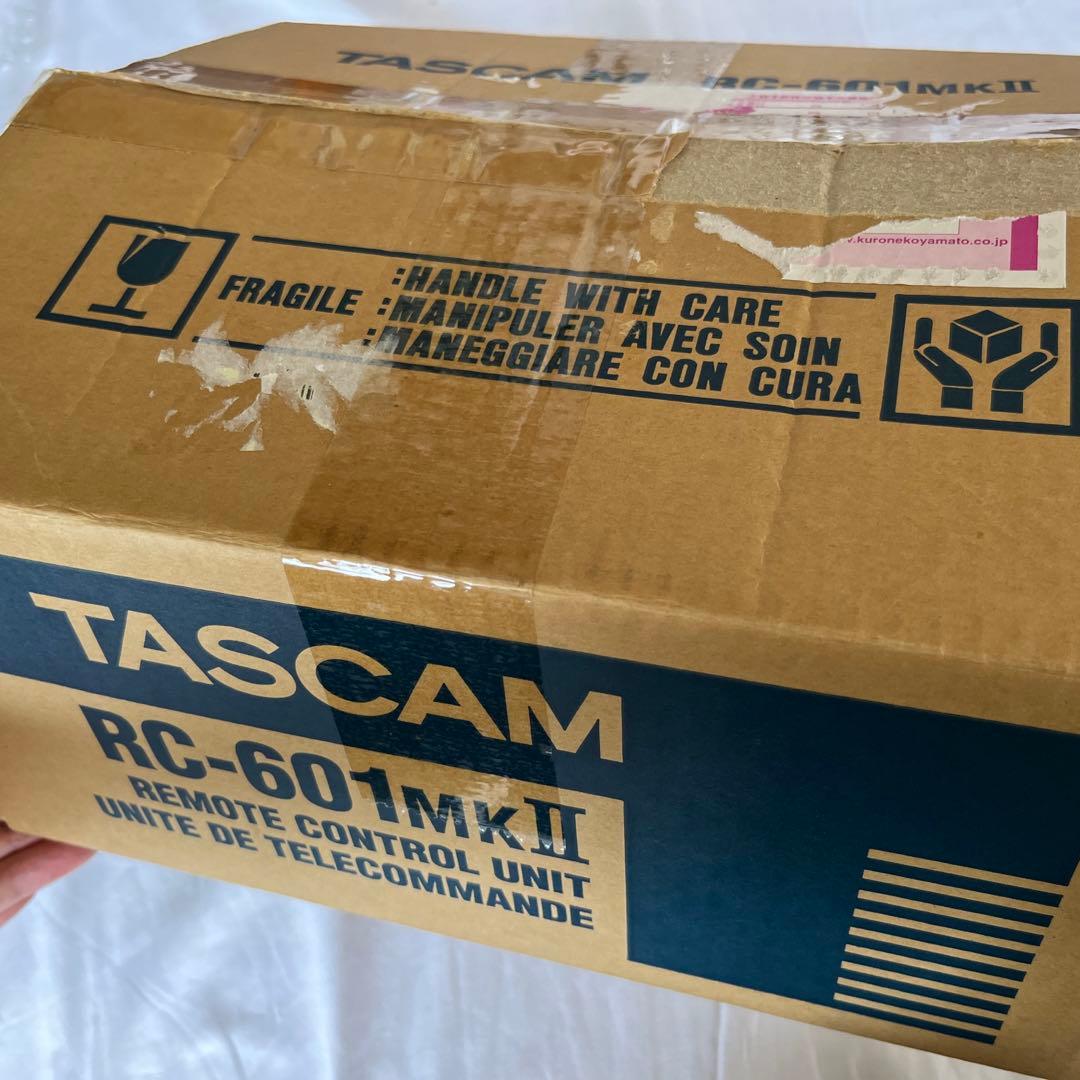 TASCAM RC-601MKII
www.kuronekoyamato.co.jp
FRAGILE :HANDLE WITH CARE
:MANIPULER AVEC SOIN
:MANEGGIARE CON CURA
TASCAM
RC-601MKII
REMOTE CONTROL UNIT
UNITE DE TELECOMMANDE